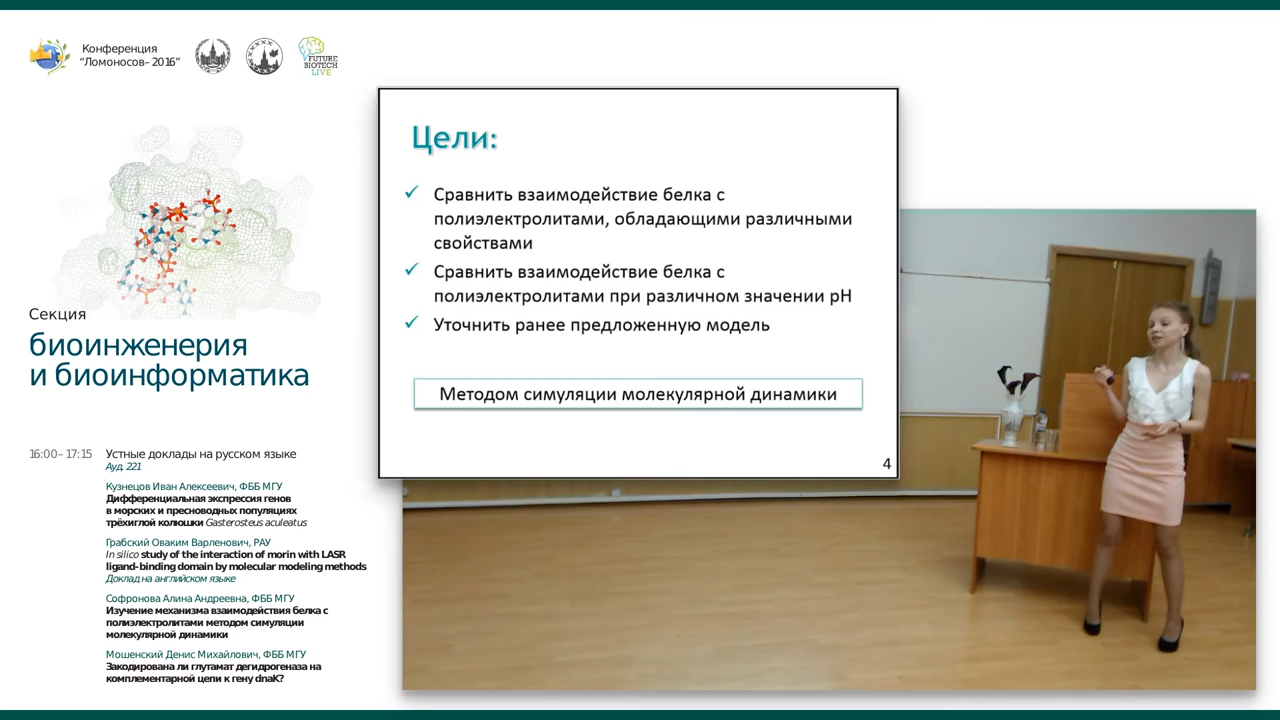 Конференция
“Ломоносов– 2016”
FUTURE
BIOTECH
LIVE
Секция
биоинженерия
и биоинформатика
16:00– 17:15 Устные доклады на русском языке
Ауд. 221
Кузнецов Иван Алексеевич, ФББ МГУ
Дифференциальная экспрессия генов
в морских и пресноводных популяциях
трёхиглой колюшки Gasterosteus aculeatus
Грабский Оваким Варленович, РАУ
In silico study of the interaction of morin with LASR
ligand-binding domain by molecular modeling methods
Доклад на английском языке
Софронова Алина Андреевна, ФББ МГУ
Изучение механизма взаимодействия белка с
полиэлектролитами методом симуляции
молекулярной динамики
Мошенский Денис Михайлович, ФББ МГУ
Закодирована ли глутамат дегидрогеназа на
комплементарной цепи к гену dnaK?
Цели:
Сравнить взаимодействие белка с
полиэлектролитами, обладающими различными
свойствами
Сравнить взаимодействие белка с
полиэлектролитами при различном значении pH
Уточнить ранее предложенную модель
Методом симуляции молекулярной динамики
4